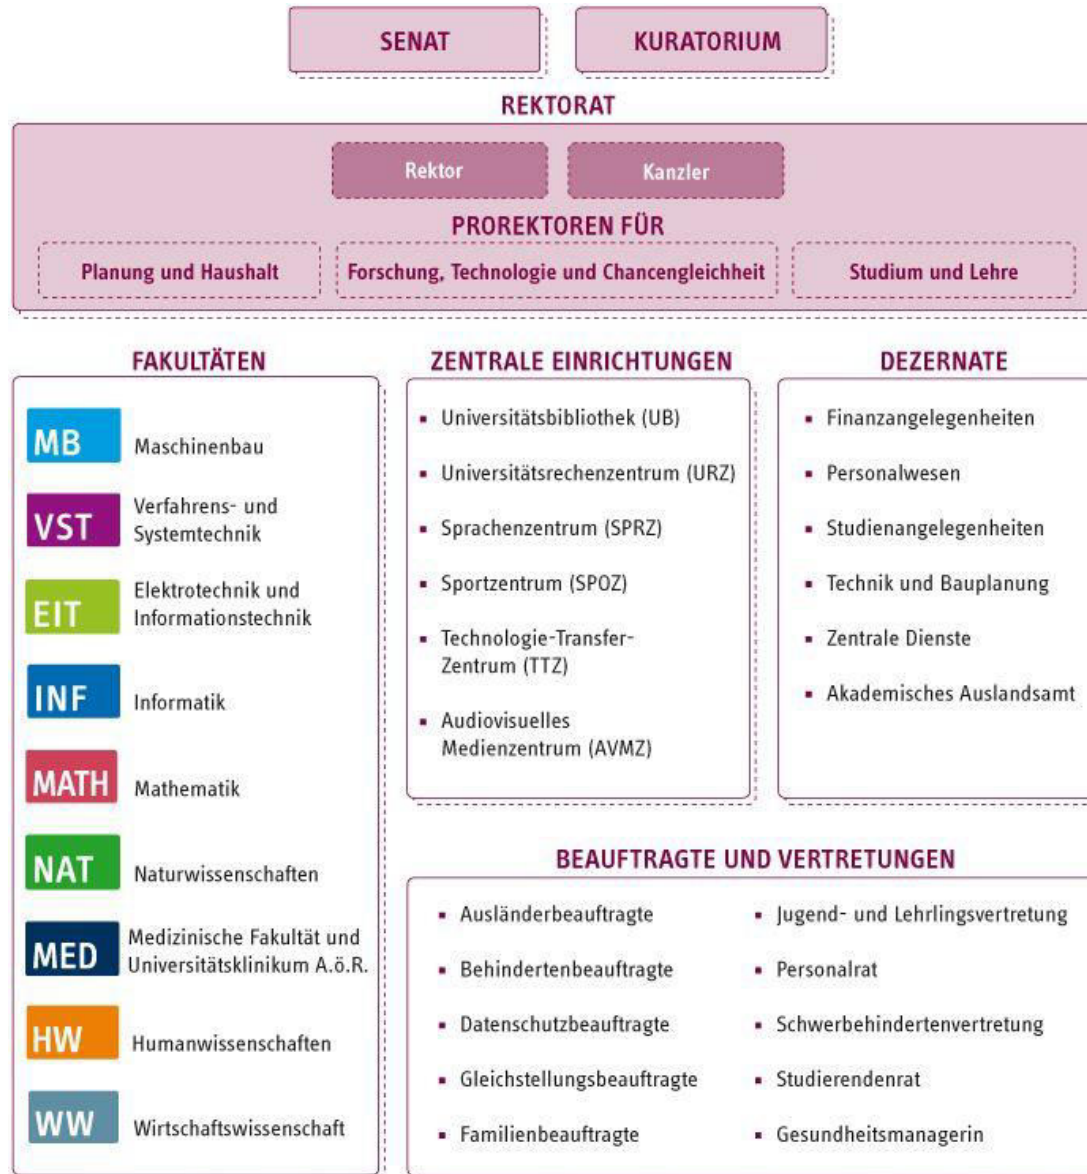 SENAT
KURATORIUM
REKTORAT
Rektor
Kanzler
PROREKTOREN FÜR
Planung und Haushalt
Forschung, Technologie und Chancengleichheit
Studium und Lehre
FAKULTÄTEN
MB
Maschinenbau
VST
Verfahrens- und
Systemtechnik
EIT
Elektrotechnik und
Informationstechnik
INF
Informatik
MATH
Mathematik
NAT
Naturwissenschaften
MED
Medizinische Fakultät und
Universitätsklinikum A.ö.R.
HW
Humanwissenschaften
WW
Wirtschaftswissenschaft
ZENTRALE EINRICHTUNGEN
▪ Universitätsbibliothek (UB)
▪ Universitätsrechenzentrum (URZ)
▪ Sprachenzentrum (SPRZ)
▪ Sportzentrum (SPOZ)
▪ Technologie-Transfer-
Zentrum (TTZ)
▪ Audiovisuelles
Medienzentrum (AVMZ)
DEZERNATE
▪ Finanzangelegenheiten
▪ Personalwesen
▪ Studienangelegenheiten
▪ Technik und Bauplanung
▪ Zentrale Dienste
▪ Akademisches Auslandsamt
BEAUFTRAGTE UND VERTRETUNGEN
▪ Ausländerbeauftragte
▪ Behindertenbeauftragte
▪ Datenschutzbeauftragte
▪ Gleichstellungsbeauftragte
▪ Familienbeauftragte
▪ Jugend- und Lehrlingsvertretung
▪ Personalrat
▪ Schwerbehindertenvertretung
▪ Studierendenrat
▪ Gesundheitsmanagerin